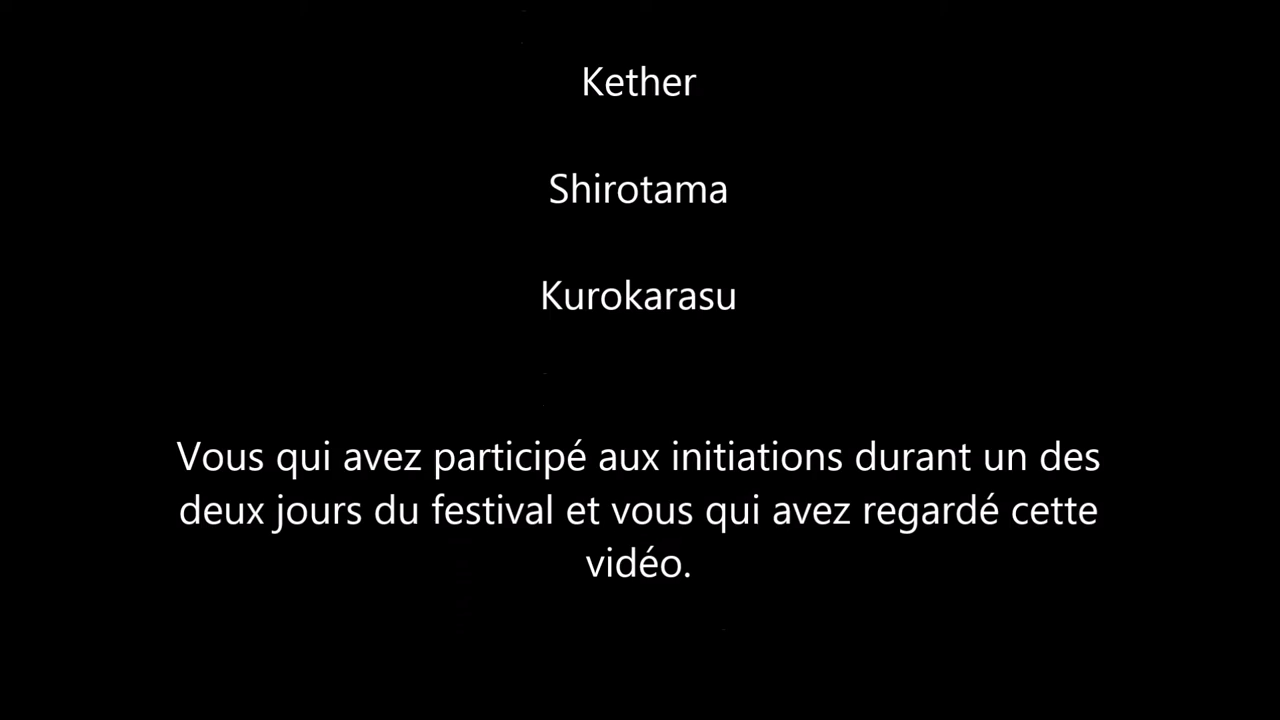 Kether
Shirotama
Kurokarasu
Vous qui avez participé aux initiations durant un des
deux jours du festival et vous qui avez regardé cette
vidéo.